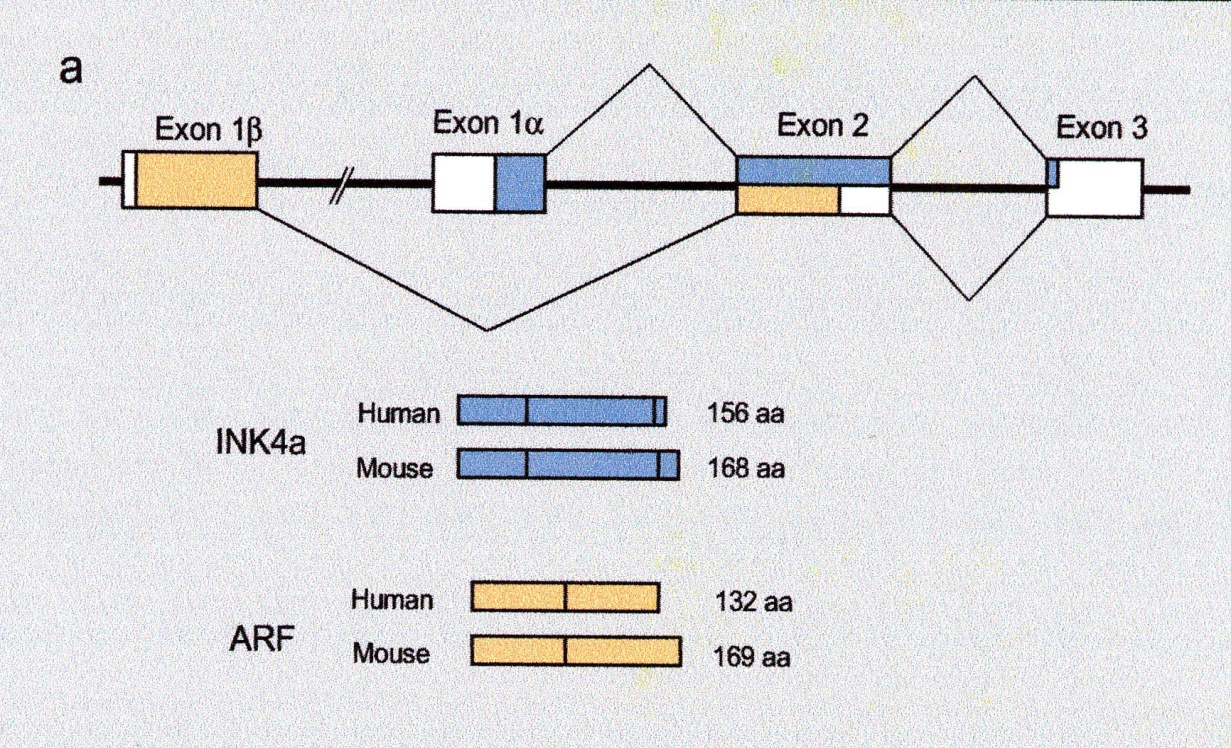 a
Exon 1β
Exon 1α
Exon 2
Exon 3
INK4a
Human 156 aa
Mouse 168 aa
ARF
Human 132 aa
Mouse 169 aa